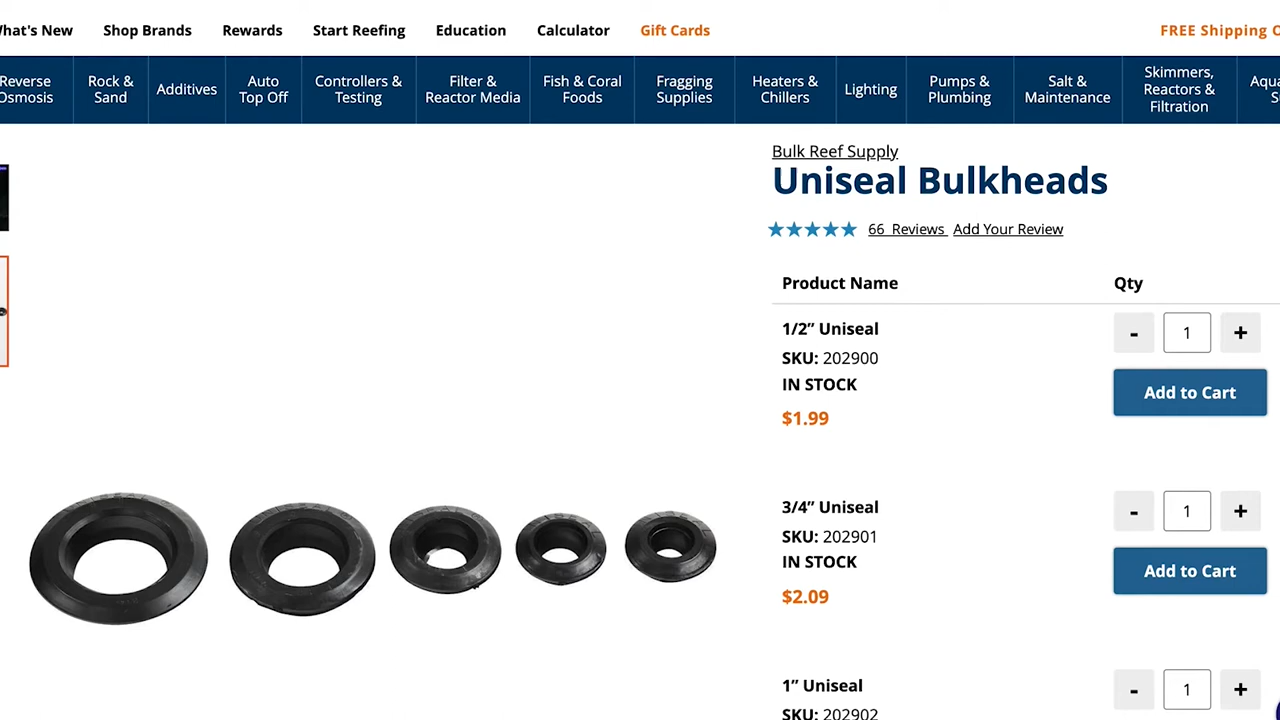 What's New Shop Brands Rewards Start Reefing Education Calculator Gift Cards FREE Shipping
Reverse Osmosis
Rock & Sand
Additives
Auto Top Off
Controllers & Testing
Filter & Reactor Media
Fish & Coral Foods
Fragging Supplies
Heaters & Chillers
Lighting
Pumps & Plumbing
Salt & Maintenance
Skimmers, Reactors & Filtration
Bulk Reef Supply
Uniseal Bulkheads
66 Reviews Add Your Review
Product Name Qty
1/2” Uniseal
- 1 +
SKU: 202900
IN STOCK
Add to Cart
$1.99
3/4” Uniseal
- 1 +
SKU: 202901
IN STOCK
Add to Cart
$2.09
1” Uniseal
- 1 +
SKU: 202902